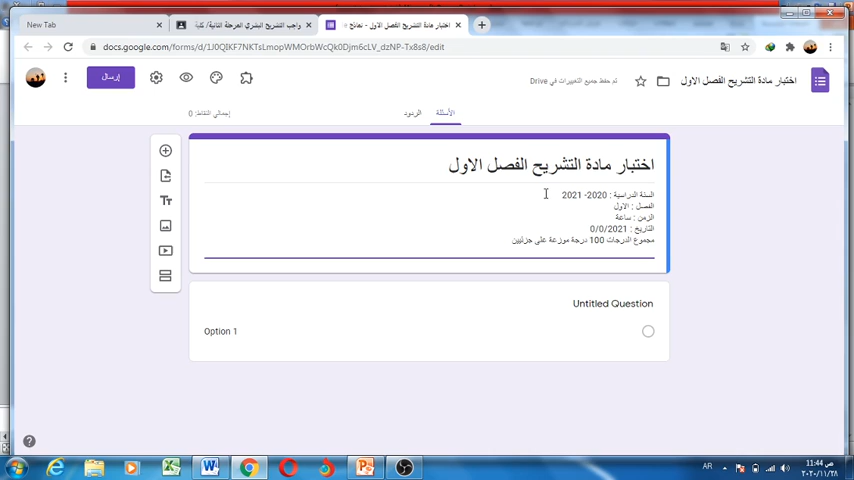 New Tab
واجب التشريح البشري المرحلة الثانية/ كلية
اختبار مادة التشريح الفصل الاول - نماذج
docs.google.com/forms/d/1J0QIKF7NKTsLmopWMOrbWcQk0Djm6cLV_dzNP-Tx8s8/edit
إرسال
تم حفظ جميع التغييرات في Drive
اختبار مادة التشريح الفصل الاول
الأسئلة
الردود
إجمالي النقاط: 0
اختبار مادة التشريح الفصل الاول
السنة الدراسية : 2020- 2021
الفصل : الاول
الزمن : ساعة
التاريخ : 0/0/2021
مجموع الدرجات 100 درجة موزعة على جزئيين
Untitled Question
Option 1
AR
11:44 ص
٢٠٢٠/١١/٢٨